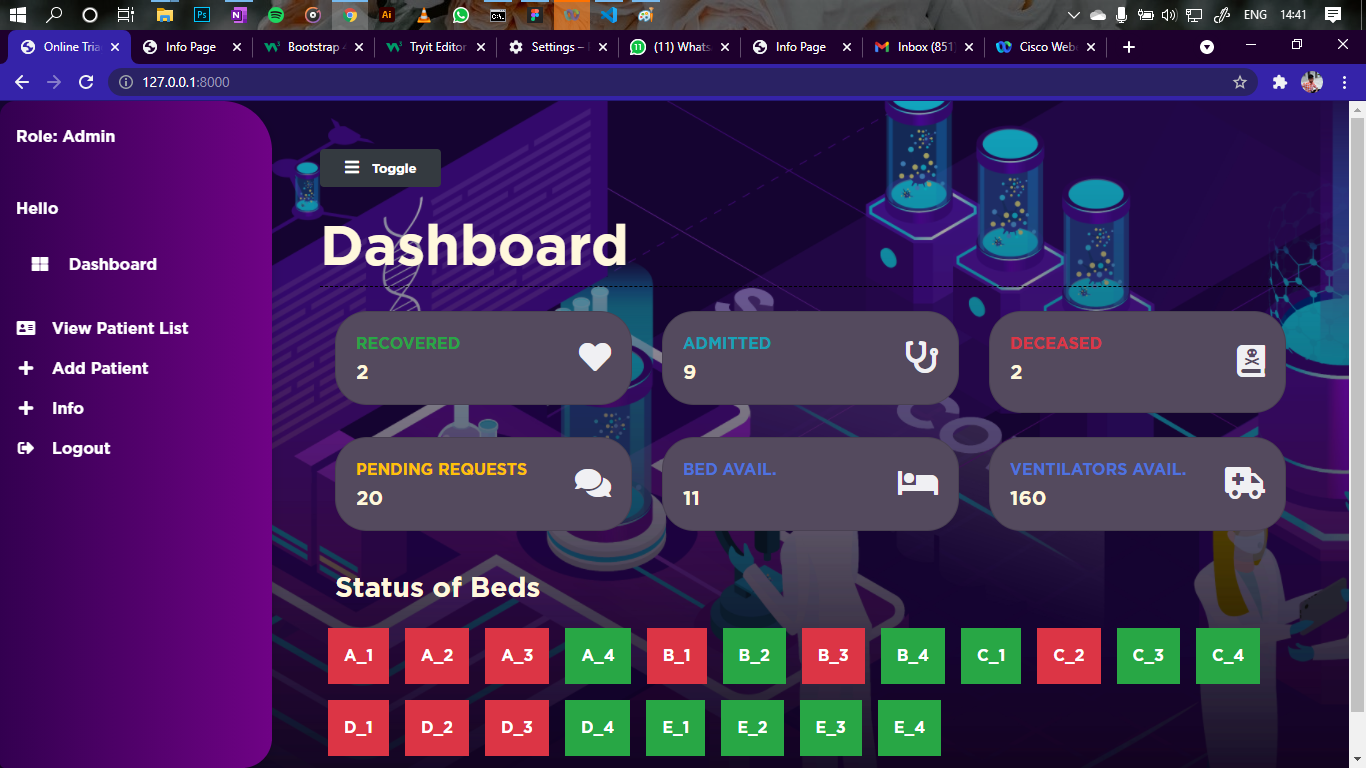 ENG 14:41
Online Tria Info Page Bootstrap Tryit Editor Settings – (11) Whats Info Page Inbox (851) Cisco Web
127.0.0.1:8000
Role: Admin
Toggle
Hello
Dashboard
Dashboard
View Patient List
Add Patient
Info
Logout
RECOVERED
2
ADMITTED
9
DECEASED
2
PENDING REQUESTS
20
BED AVAIL.
11
VENTILATORS AVAIL.
160
Status of Beds
A_1 A_2 A_3 A_4 B_1 B_2 B_3 B_4 C_1 C_2 C_3 C_4
D_1 D_2 D_3 D_4 E_1 E_2 E_3 E_4